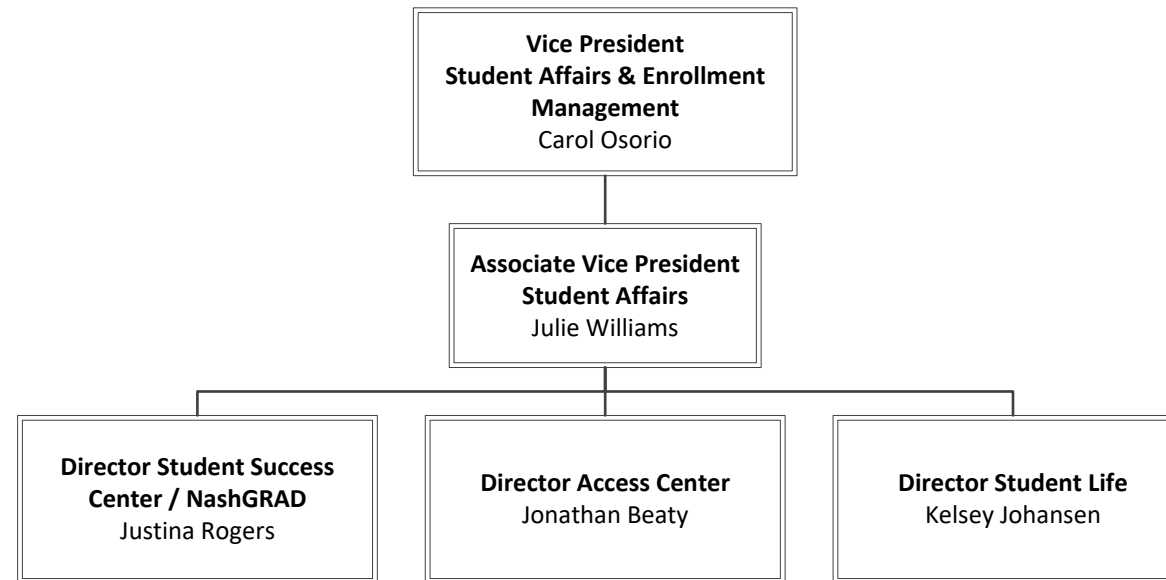 Vice President
Student Affairs & Enrollment
Management
Carol Osorio
Associate Vice President
Student Affairs
Julie Williams
Director Student Success
Center / NashGRAD
Justina Rogers
Director Access Center
Jonathan Beaty
Director Student Life
Kelsey Johansen